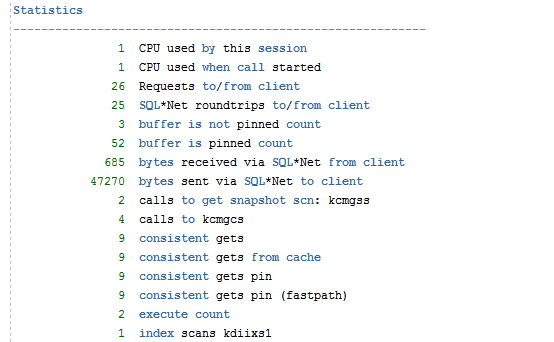 Statistics
-----------------------------------------------------------
1 CPU used by this session
1 CPU used when call started
26 Requests to/from client
25 SQL*Net roundtrips to/from client
3 buffer is not pinned count
52 buffer is pinned count
685 bytes received via SQL*Net from client
47270 bytes sent via SQL*Net to client
2 calls to get snapshot scn: kcmgss
4 calls to kcmgcs
9 consistent gets
9 consistent gets from cache
9 consistent gets pin
9 consistent gets pin (fastpath)
2 execute count
1 index scans kdiixs1